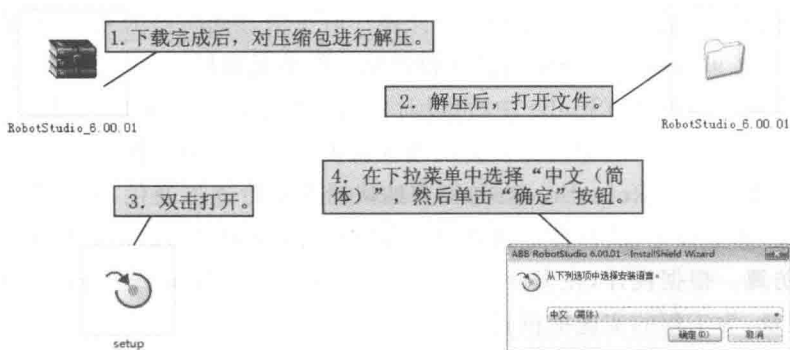 1. 下载完成后，对压缩包进行解压。
RobotStudio_6.00.01
2. 解压后，打开文件。
RobotStudio_6.00.01
3. 双击打开。
setup
4. 在下拉菜单中选择“中文（简
体）”，然后单击“确定”按钮。
ABB RobotStudio 6.00.01 - InstallShield Wizard
从下列选项中选择安装语言。
中文 (简体)
确定(O)
取消